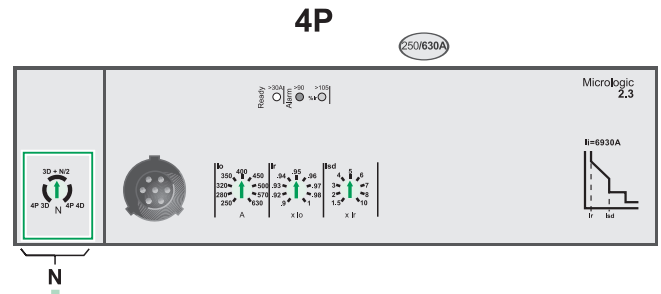 4P
250/630A
Micrologic
2.3
Ready >30A Alarm >90 >105 %Ir
Ii=6930A
3D + N/2
4P 3D N 4P 4D
Io
350 400 450
320 500
280 570
250 630
A
Ir
.94 .95 .96
.93 .97
.92 .98
.9 1
x Io
Isd
4 5 6
3 7
2 8
1.5 10
x Ir
Ir Isd
N